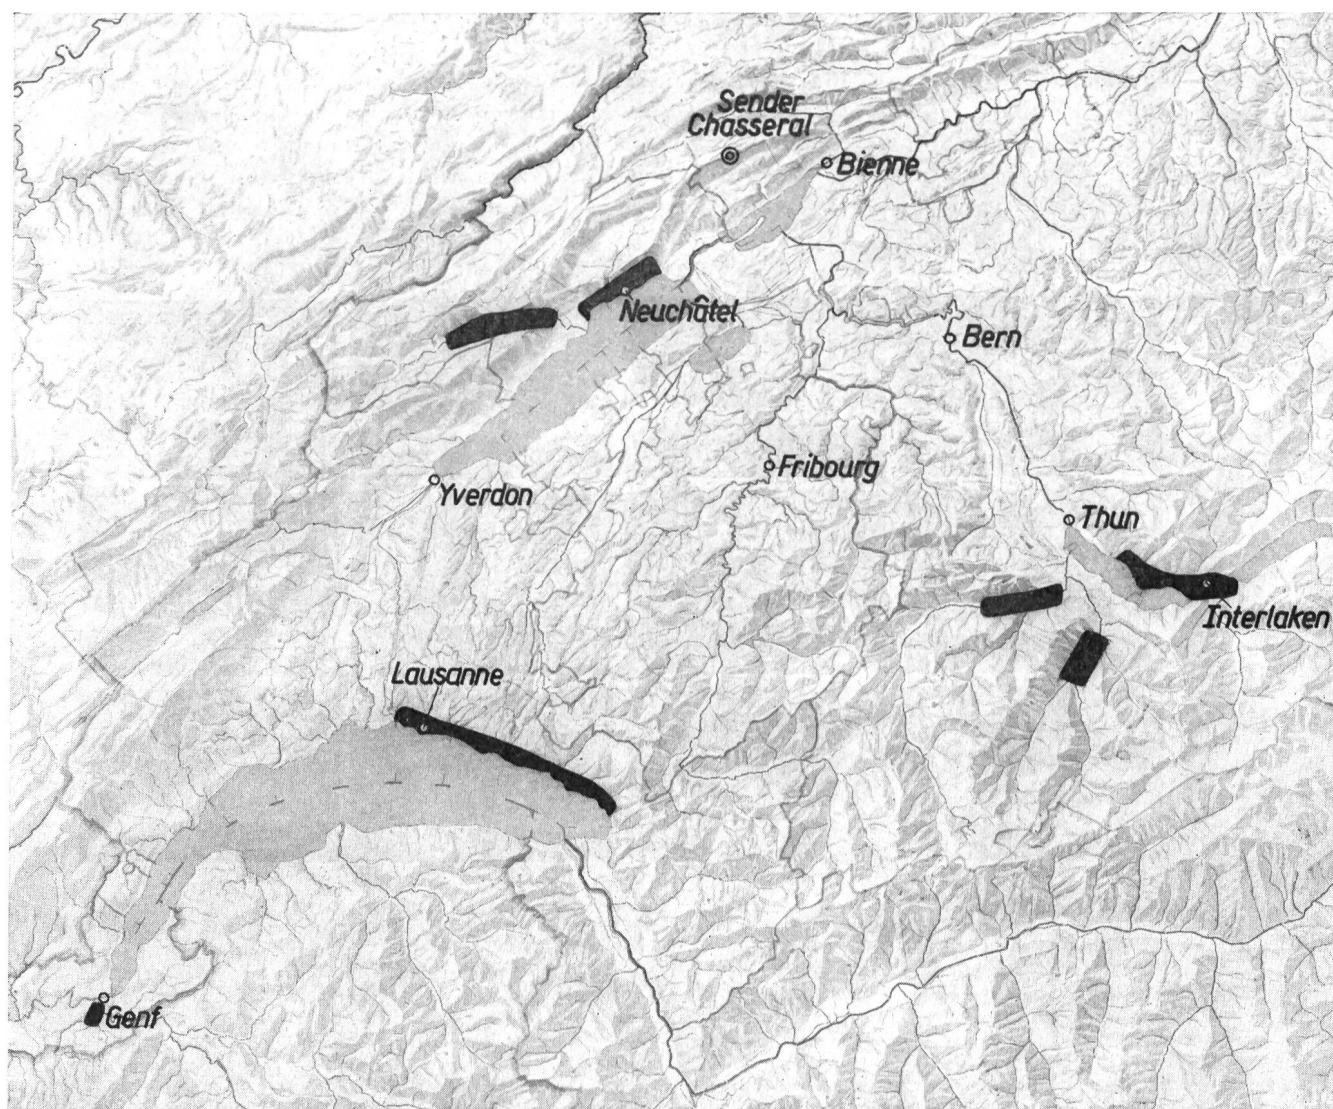 Sender
Chasseral
Bienne
Neuchâtel
Bern
Fribourg
Yverdon
Thun
Interlaken
Lausanne
Genf